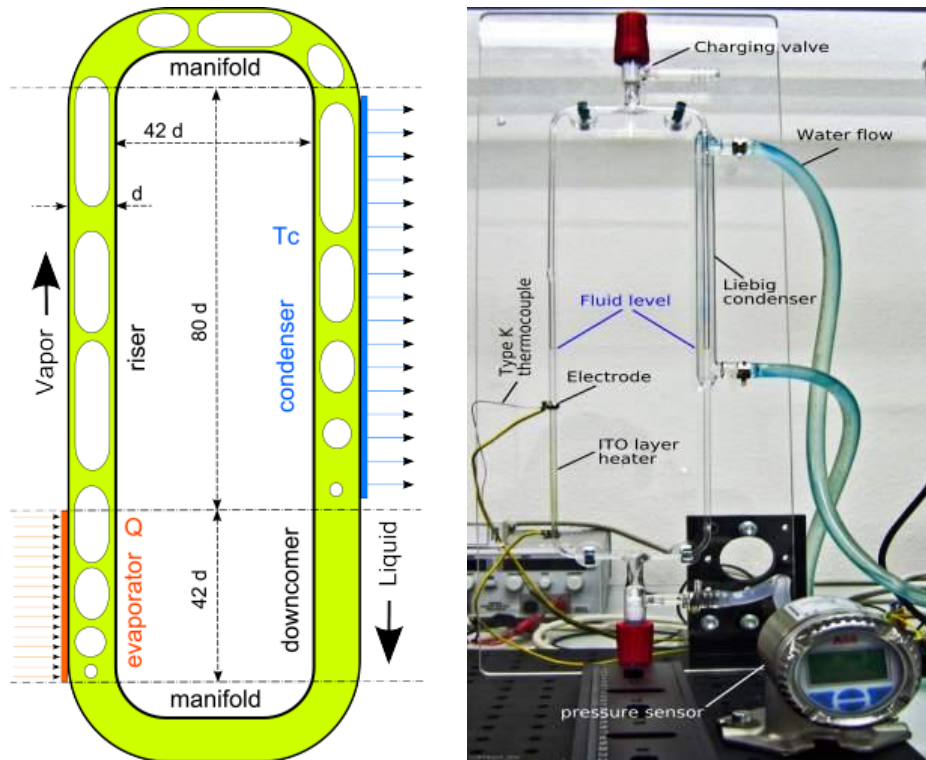 manifold
42 d
d
Tc
Vapor
riser
80 d
condenser
evaporator
Q̇
42 d
downcomer
Liquid
manifold
Charging valve
Water flow
Liebig
condenser
Fluid level
Type K
thermocouple
Electrode
ITO layer
heater
ABB
pressure sensor